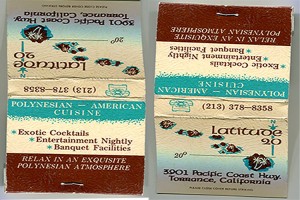 3901 Pacific Coast Hwy.
Torrance, California
20°
Latitude
20
(213) 378-8358
POLYNESIAN — AMERICAN
CUISINE
Exotic Cocktails
Entertainment Nightly
Banquet Facilities
RELAX IN AN EXQUISITE
POLYNESIAN ATMOSPHERE
RELAX IN AN EXQUISITE
POLYNESIAN ATMOSPHERE
Exotic Cocktails
Entertainment Nightly
Banquet Facilities
POLYNESIAN — AMERICAN
CUISINE
(213) 378-8358
Latitude
20
20°
3901 Pacific Coast Hwy.
Torrance, California